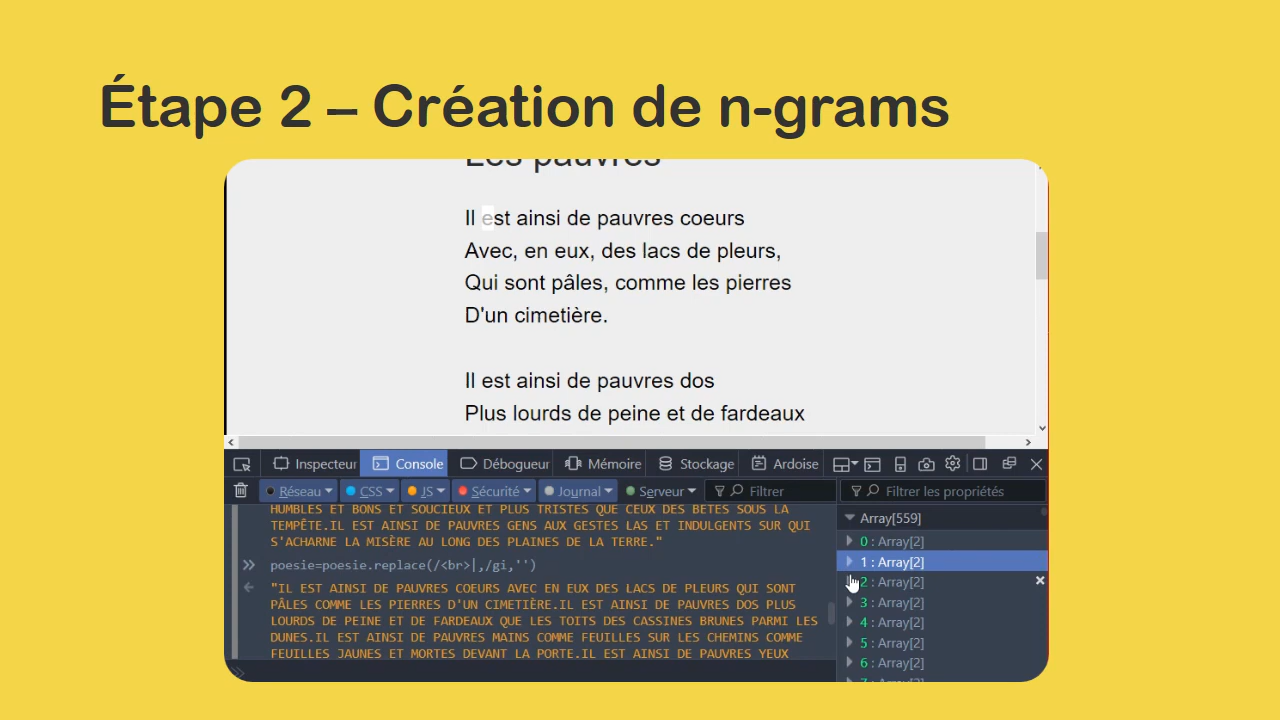 Étape 2 – Création de n-grams
Les pauvres
Il est ainsi de pauvres coeurs
Avec, en eux, des lacs de pleurs,
Qui sont pâles, comme les pierres
D'un cimetière.
Il est ainsi de pauvres dos
Plus lourds de peine et de fardeaux
Inspecteur Console Débogueur Mémoire Stockage Ardoise
Réseau CSS JS Sécurité Journal Serveur Filtrer Filtrer les propriétés
HUMBLES ET BONS ET SOUCIEUX ET PLUS TRISTES QUE CEUX DES BETES SOUS LA
TEMPÊTE.IL EST AINSI DE PAUVRES GENS AUX GESTES LAS ET INDULGENTS SUR QUI
S'ACHARNE LA MISÈRE AU LONG DES PLAINES DE LA TERRE."
poesie=poesie.replace(/<br>|,/gi,'')
"IL EST AINSI DE PAUVRES COEURS AVEC EN EUX DES LACS DE PLEURS QUI SONT
PÂLES COMME LES PIERRES D'UN CIMETIÈRE.IL EST AINSI DE PAUVRES DOS PLUS
LOURDS DE PEINE ET DE FARDEAUX QUE LES TOITS DES CASSINES BRUNES PARMI LES
DUNES.IL EST AINSI DE PAUVRES MAINS COMME FEUILLES SUR LES CHEMINS COMME
FEUILLES JAUNES ET MORTES DEVANT LA PORTE.IL EST AINSI DE PAUVRES YEUX
Array[559]
0 : Array[2]
1 : Array[2]
2 : Array[2]
3 : Array[2]
4 : Array[2]
5 : Array[2]
6 : Array[2]
7 : Array[2]